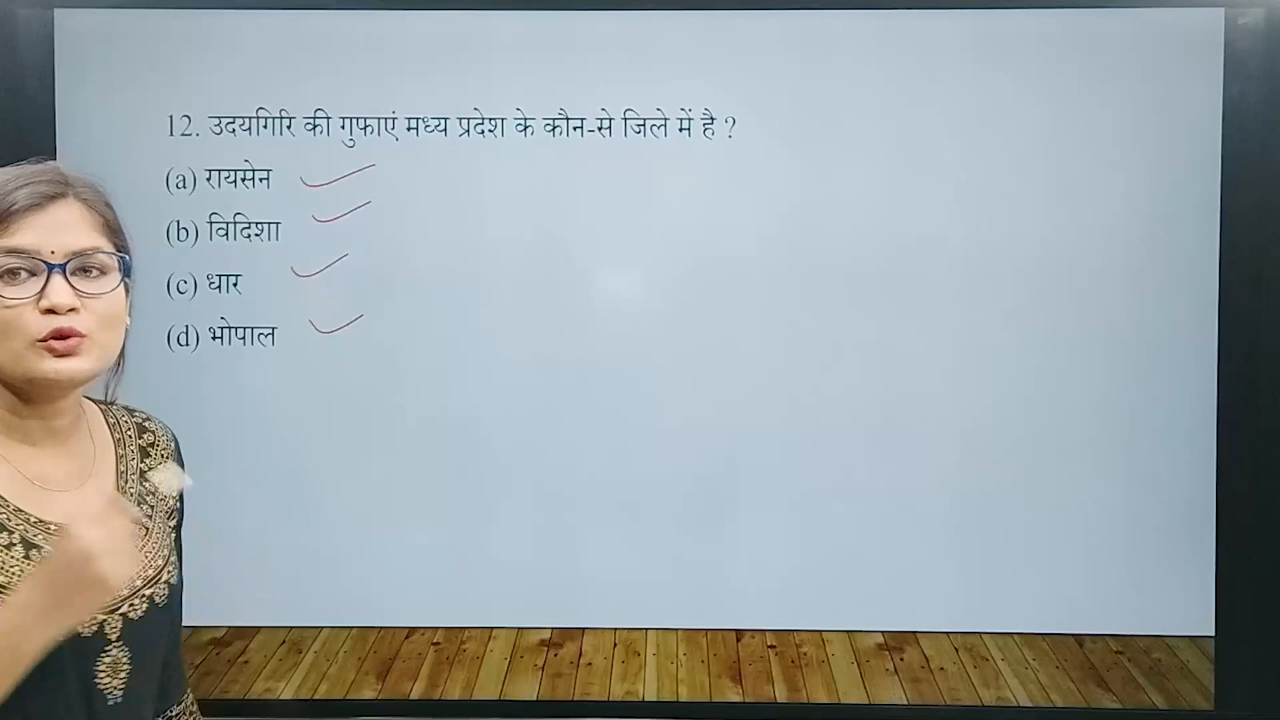 12. उदयगिरि की गुफाएं मध्य प्रदेश के कौन-से जिले में है ?
(a) रायसेन
(b) विदिशा
(c) धार
(d) भोपाल